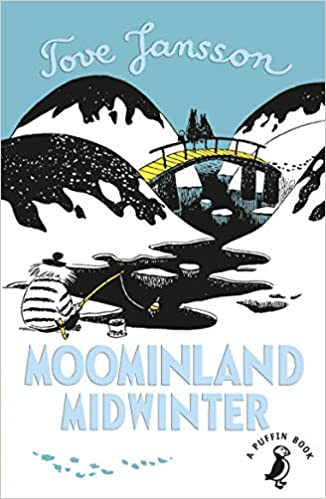 Tove Jansson
MOOMINLAND
MIDWINTER
A PUFFIN BOOK